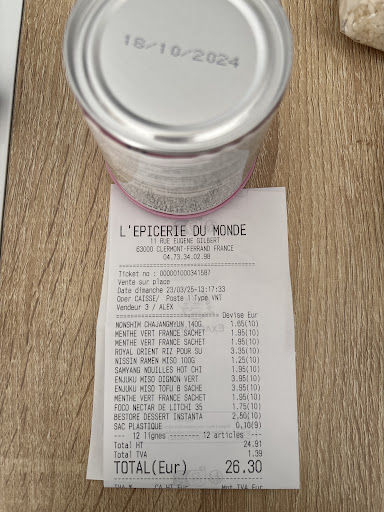 18/10/2024
L'EPICERIE DU MONDE
11 RUE EUGENE GILBERT
63000 CLERMONT-FERRAND FRANCE
04.73.34.02.98
Ticket no : 000001000341587
Vente sur place
Date dimanche 23/03/25-13:17:33
Oper CAISSE/ Poste 1 Type VNT
Vendeur 3 / ALEX
Devise Eur
NONSHIM CHAJANGMYUN 140G 1.65(10)
MENTHE VERT FRANCE SACHET 1.95(10)
MENTHE VERT FRANCE SACHET 1.95(10)
ROYAL ORIENT RIZ POUR SU 3.35(10)
NISSIN RAMEN MISO 100G 1.25(10)
SAMYANG NOUILLES HOT CHI 1.95(10)
ENJUKU MISO OIGNON VERT 3.95(10)
ENJUKU MISO TOFU 8 SACHE 3.95(10)
MENTHE VERT FRANCE SACHET 1.95(10)
FOCO NECTAR DE LITCHI 35 1.75(10)
BESTORE DESSERT INSTANTA 2.50(10)
SAC PLASTIQUE 0.10(9)
--- 12 lignes ------- 12 articles ---
Total HT 24.91
Total TVA 1.39
TOTAL(Eur) 26.30